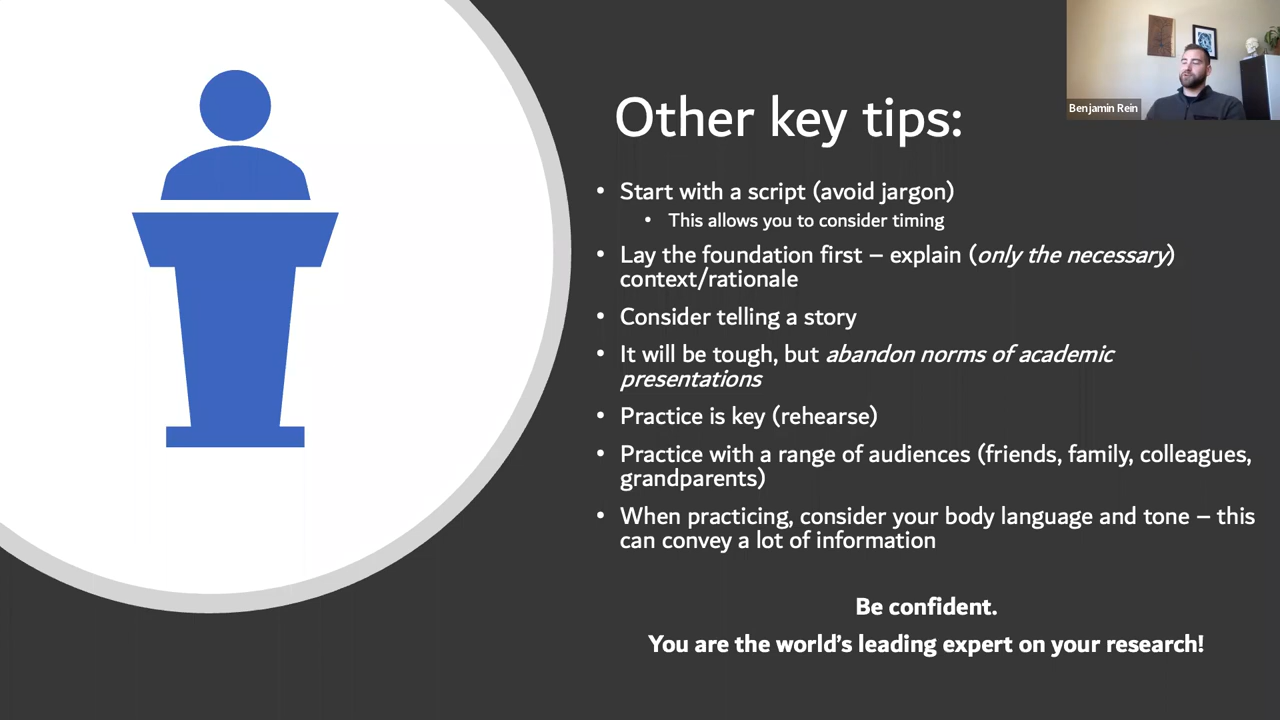 Benjamin Rein
Other key tips:
• Start with a script (avoid jargon)
• This allows you to consider timing
• Lay the foundation first – explain (only the necessary)
context/rationale
• Consider telling a story
• It will be tough, but abandon norms of academic
presentations
• Practice is key (rehearse)
• Practice with a range of audiences (friends, family, colleagues,
grandparents)
• When practicing, consider your body language and tone – this
can convey a lot of information
Be confident.
You are the world’s leading expert on your research!